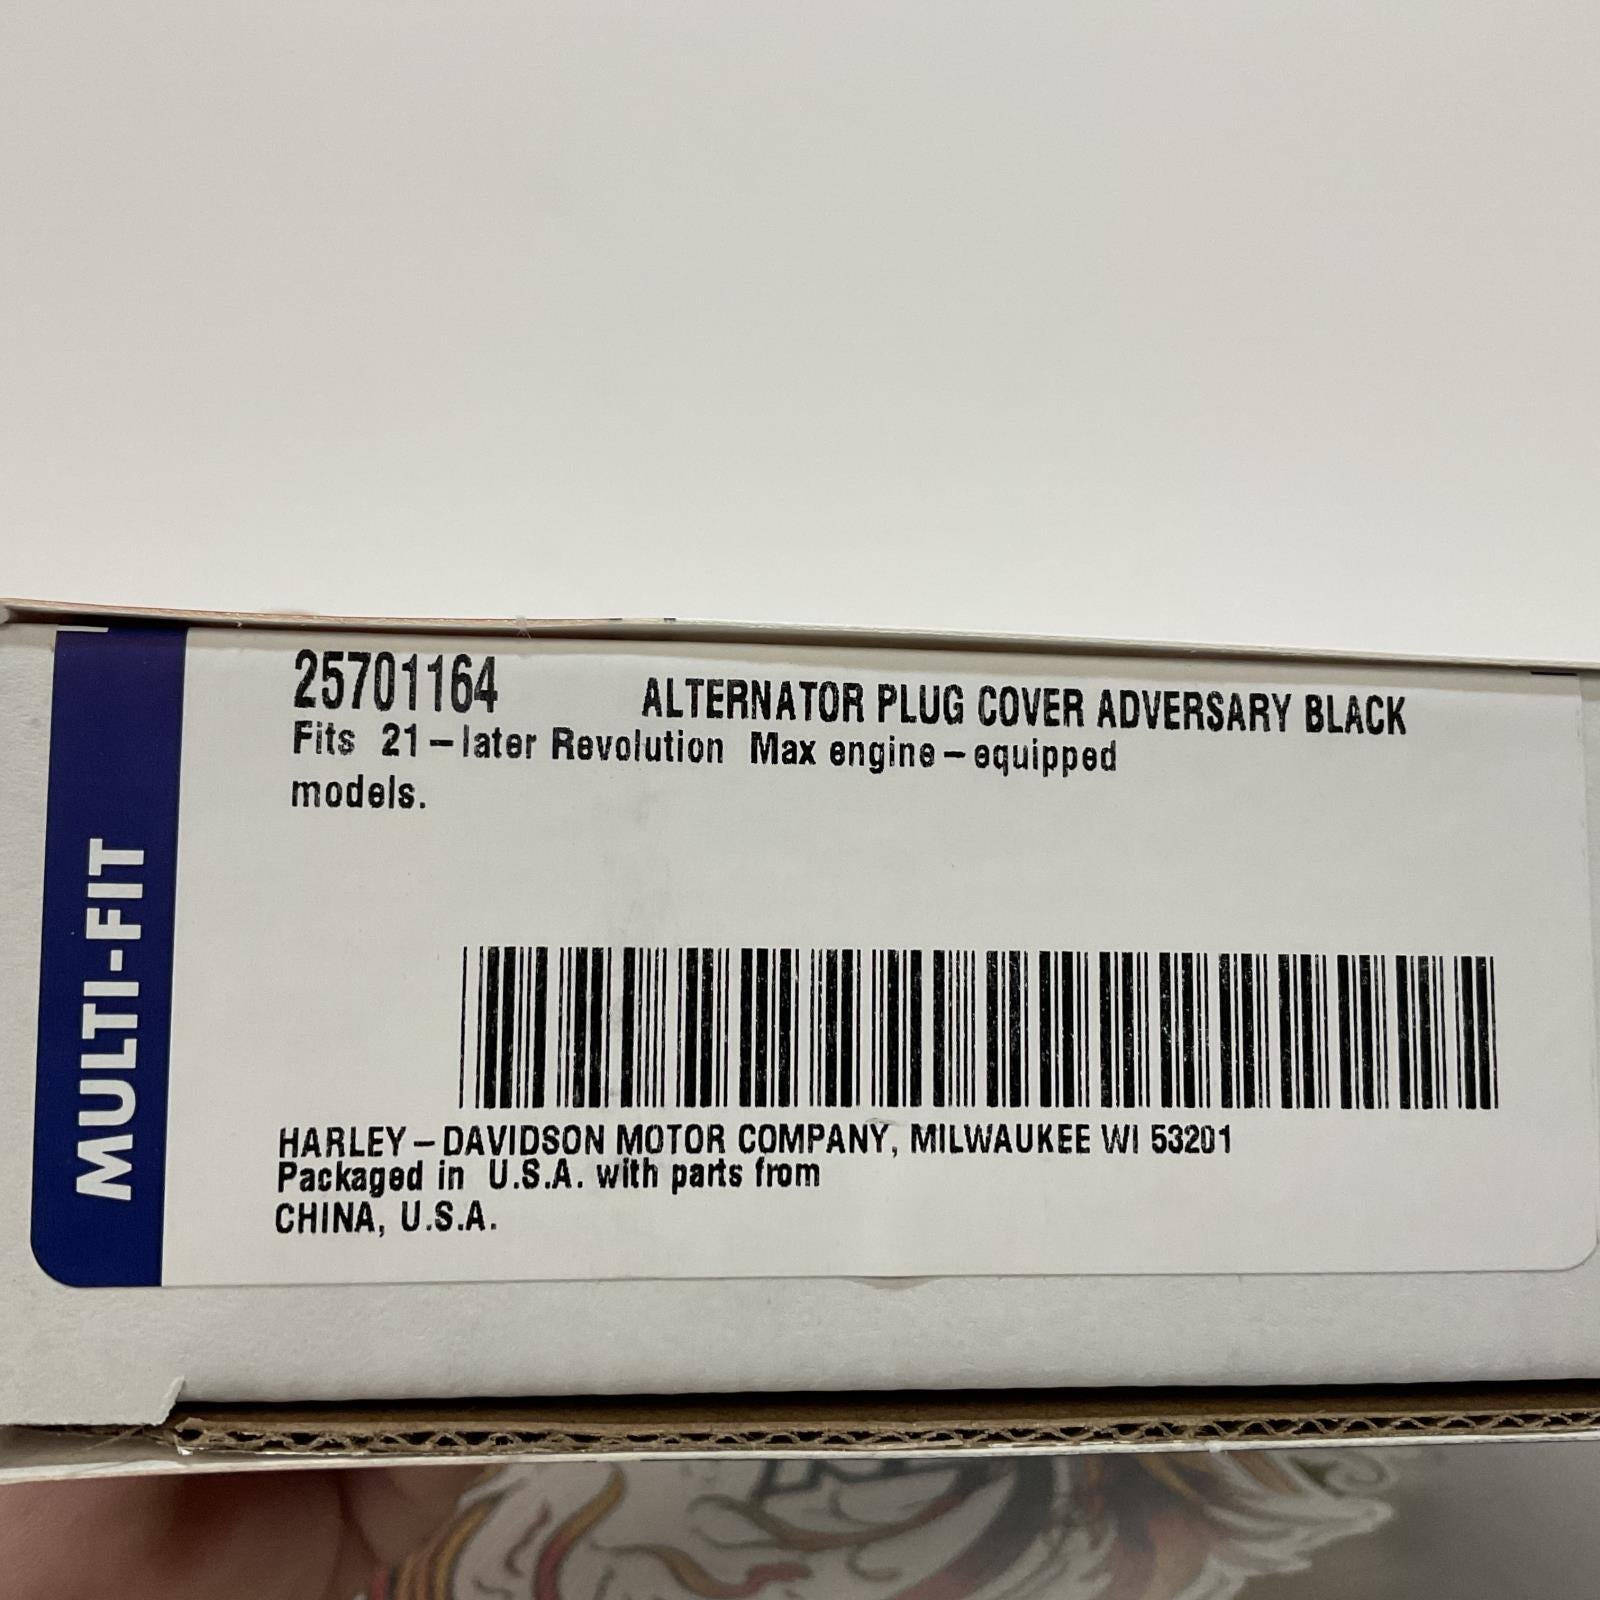 25701164 ALTERNATOR PLUG COVER ADVERSARY BLACK
Fits 21-later Revolution Max engine-equipped
models.
MULTI-FIT
HARLEY-DAVIDSON MOTOR COMPANY, MILWAUKEE WI 53201
Packaged in U.S.A. with parts from
CHINA, U.S.A.